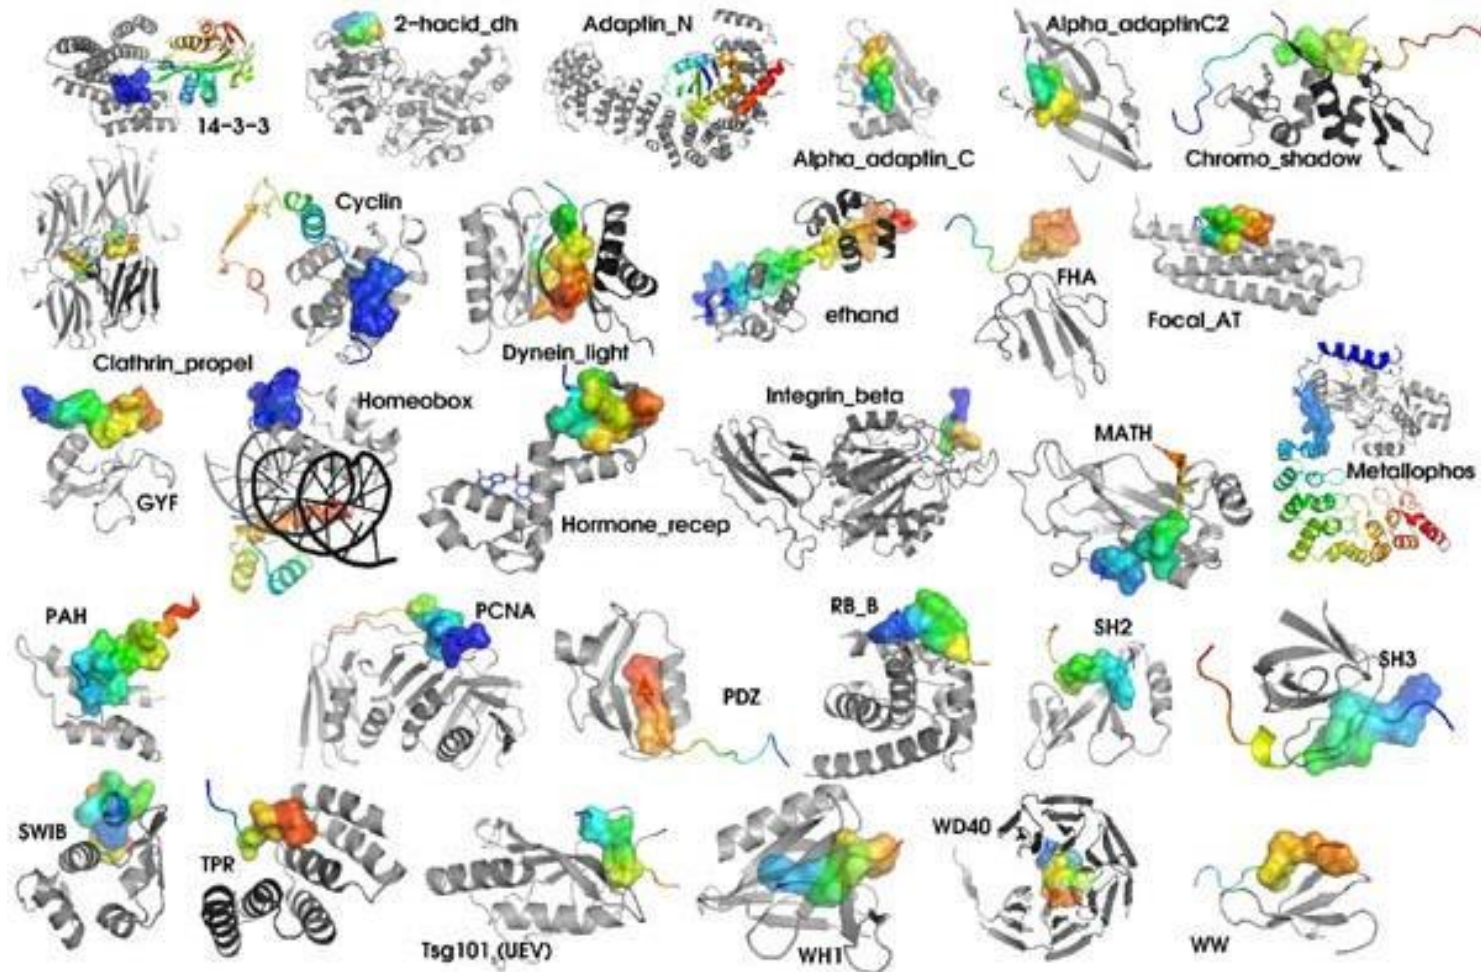 2-hacid_dh
Adaptin_N
Alpha_adaptinC2
14-3-3
Alpha_adaptin_C
Chromo_shadow
Cyclin
FHA
efhand
Focal_AT
Clathrin_propel
Dynein_light
Homeobox
Integrin_beta
MATH
Metallophos
GYF
Hormone_recep
PAH
PCNA
RB_B
SH2
SH3
PDZ
SWIB
TPR
WD40
Tsg101 (UEV)
WH1
WW